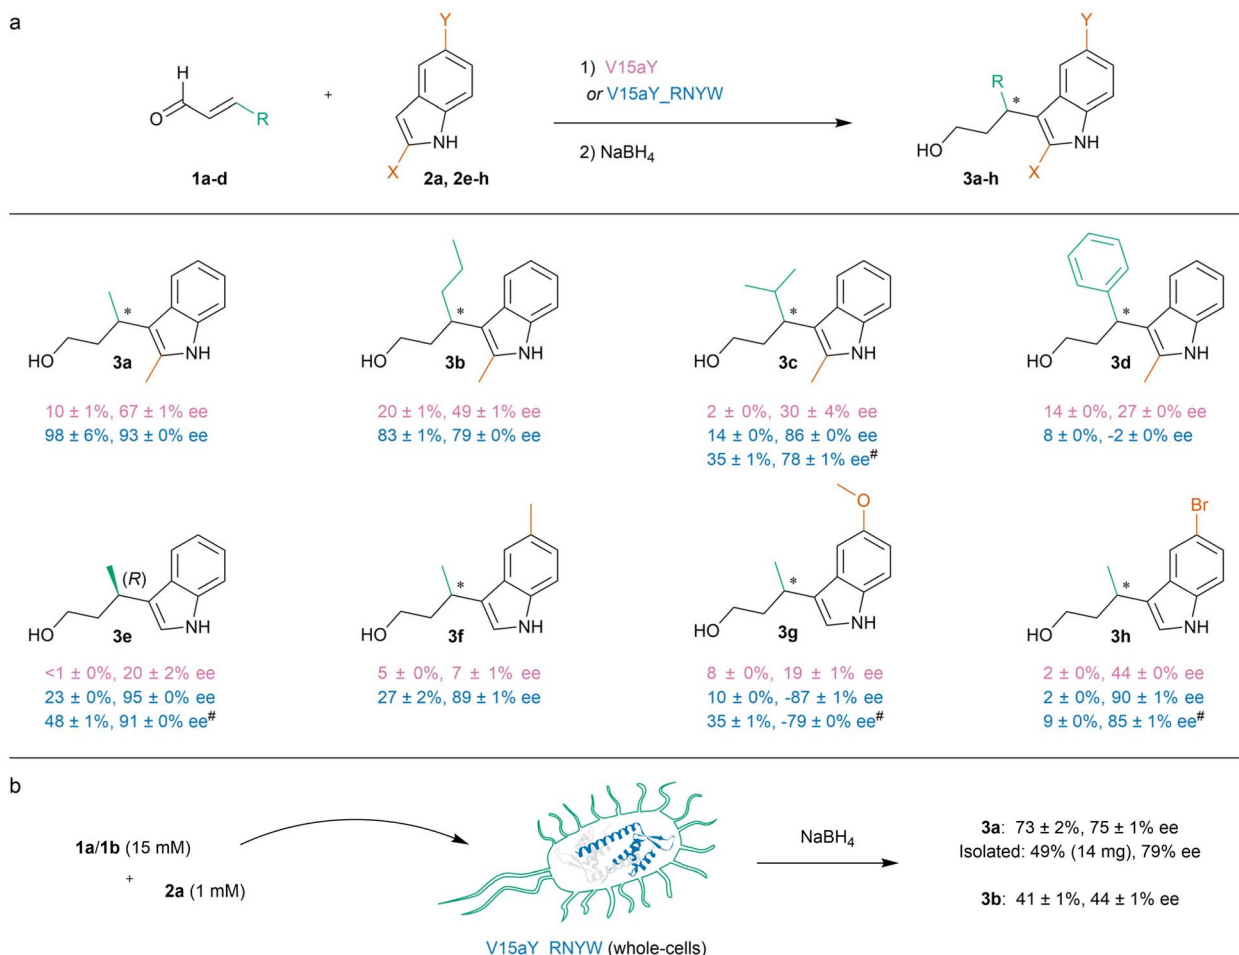 a
H
O
R
1a-d
+
Y
NH
X
2a, 2e-h
1) V15aY
or V15aY_RNYW
2) NaBH₄
Y
R
*
HO
NH
X
3a-h
*
HO
NH
3a
10 ± 1%, 67 ± 1% ee
98 ± 6%, 93 ± 0% ee
*
HO
NH
3b
20 ± 1%, 49 ± 1% ee
83 ± 1%, 79 ± 0% ee
*
HO
NH
3c
2 ± 0%, 30 ± 4% ee
14 ± 0%, 86 ± 0% ee
35 ± 1%, 78 ± 1% ee#
*
HO
NH
3d
14 ± 0%, 27 ± 0% ee
8 ± 0%, -2 ± 0% ee
(R)
HO
NH
3e
<1 ± 0%, 20 ± 2% ee
23 ± 0%, 95 ± 0% ee
48 ± 1%, 91 ± 0% ee#
*
HO
NH
3f
5 ± 0%, 7 ± 1% ee
27 ± 2%, 89 ± 1% ee
O
*
HO
NH
3g
8 ± 0%, 19 ± 1% ee
10 ± 0%, -87 ± 1% ee
35 ± 1%, -79 ± 0% ee#
Br
*
HO
NH
3h
2 ± 0%, 44 ± 0% ee
2 ± 0%, 90 ± 1% ee
9 ± 0%, 85 ± 1% ee#
b
1a/1b (15 mM)
+
2a (1 mM)
V15aY_RNYW (whole-cells)
NaBH₄
3a: 73 ± 2%, 75 ± 1% ee
Isolated: 49% (14 mg), 79% ee
3b: 41 ± 1%, 44 ± 1% ee